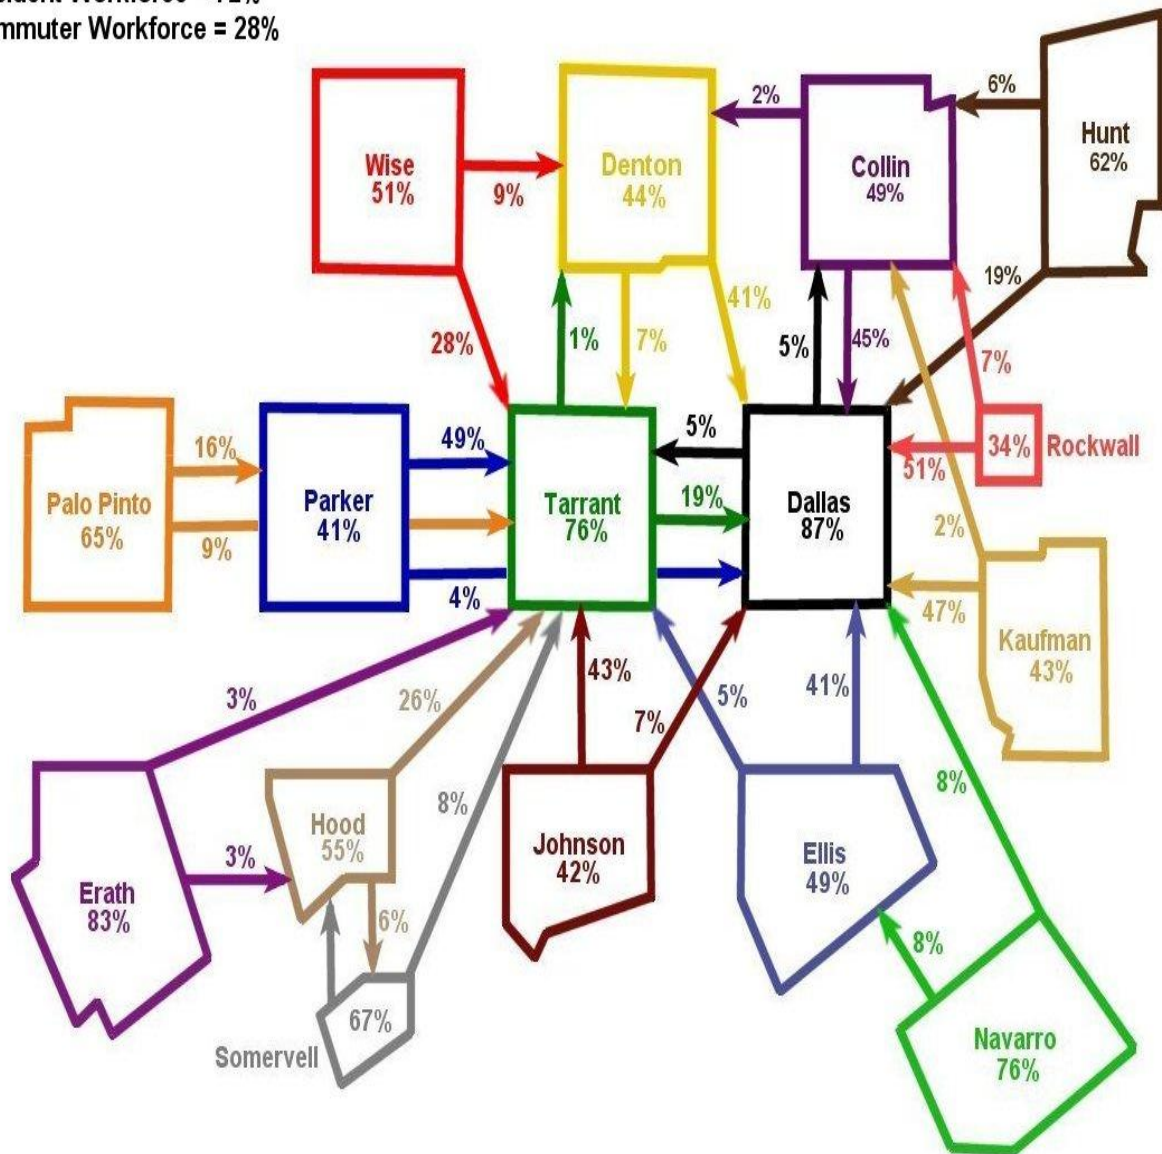 mmuter Workforce = 28%
Wise
51%
9%
28%
Denton
44%
2%
Collin
49%
6%
Hunt
62%
19%
1%
7%
41%
5%
45%
7%
34%
Rockwall
51%
Palo Pinto
65%
16%
9%
Parker
41%
49%
4%
Tarrant
76%
5%
19%
Dallas
87%
2%
47%
Kaufman
43%
3%
26%
8%
43%
7%
5%
41%
8%
Erath
83%
3%
Hood
55%
6%
67%
Somervell
Johnson
42%
Ellis
49%
8%
Navarro
76%